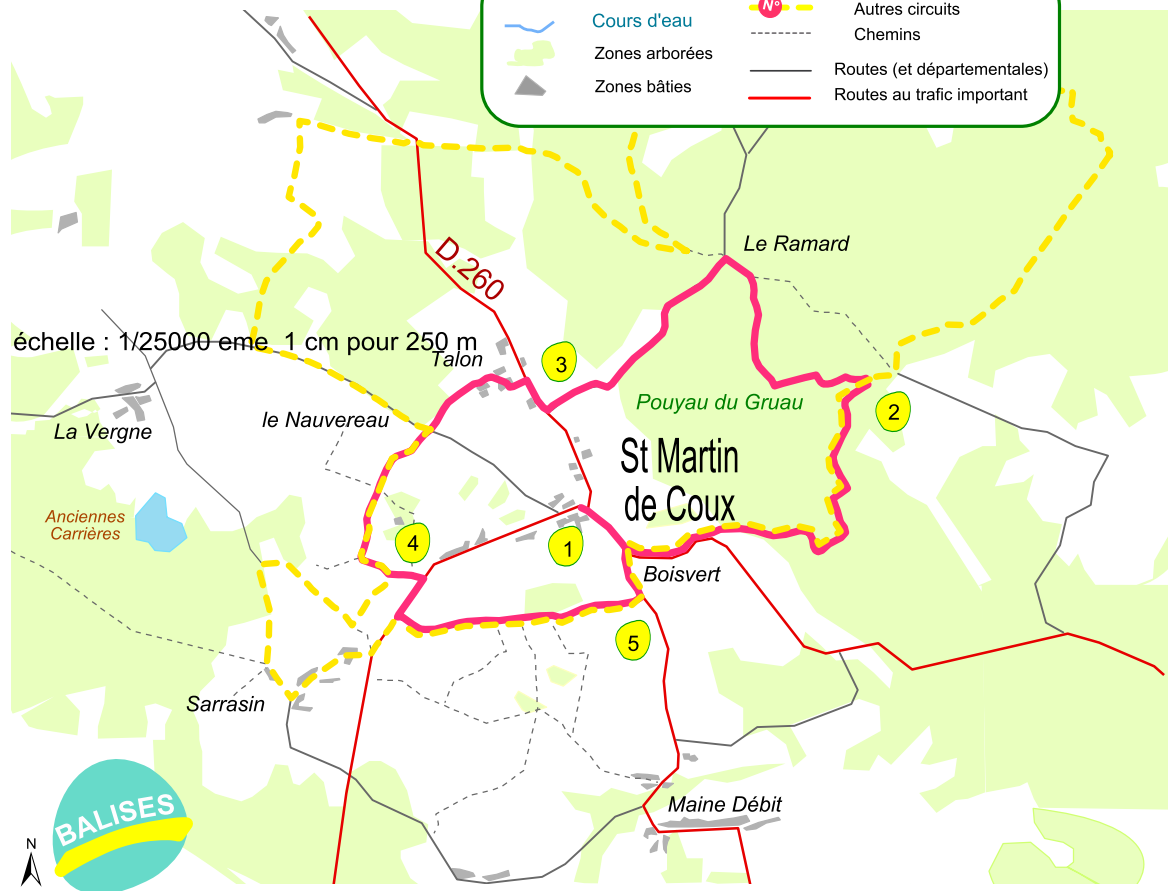 N°
Autres circuits
Cours d'eau
Chemins
Zones arborées
Routes (et départementales)
Zones bâties
Routes au trafic important
Le Ramard
D.260
échelle : 1/25000 eme 1 cm pour 250 m
Talon
3
Pouyau du Gruau
2
le Nauvereau
La Vergne
St Martin
de Coux
Anciennes
Carrières
4
1
Boisvert
5
Sarrasin
Maine Débit
BALISES
N